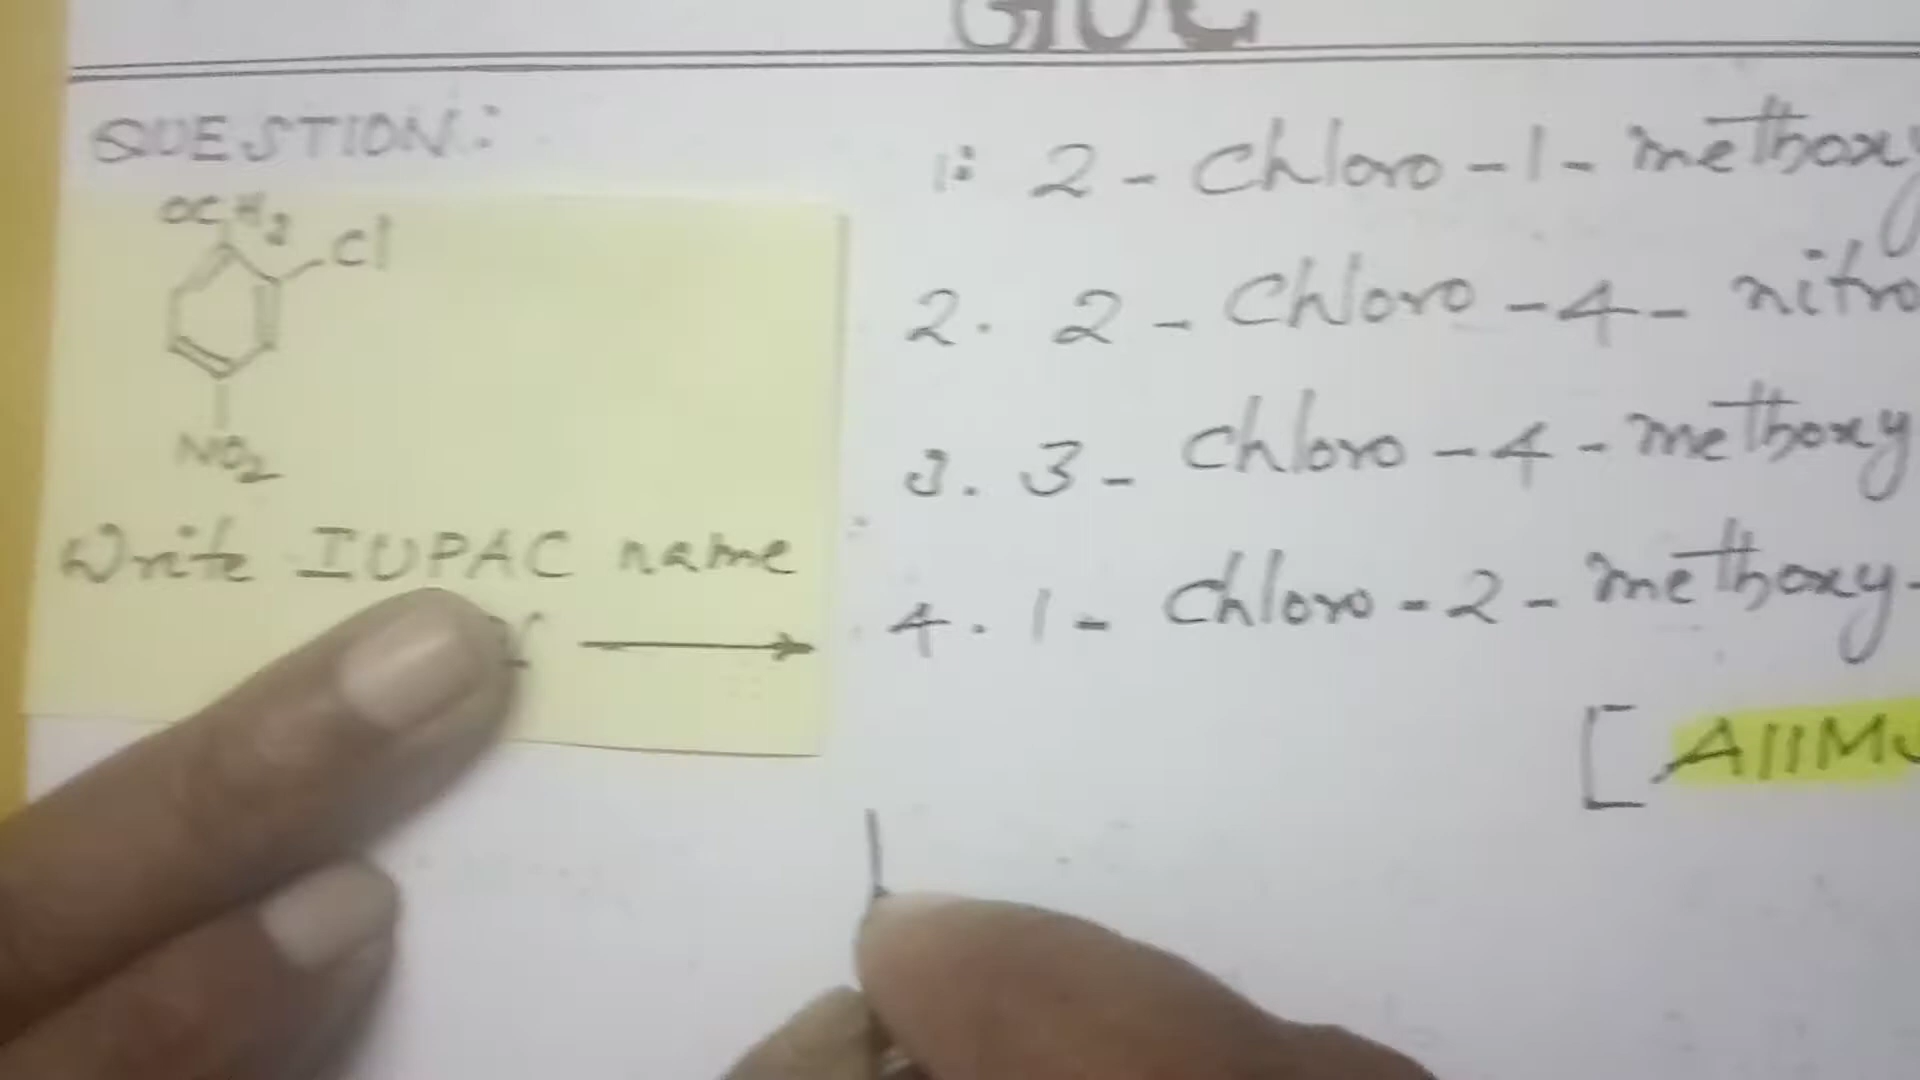 GOC
QUESTION:
OCH3
Cl
NO2
Write IUPAC name
1: 2 - Chloro - 1 - methoxy
2. 2 - Chloro - 4 - nitro
3. 3 - Chloro - 4 - methoxy
4. 1 - Chloro - 2 - methoxy -
[